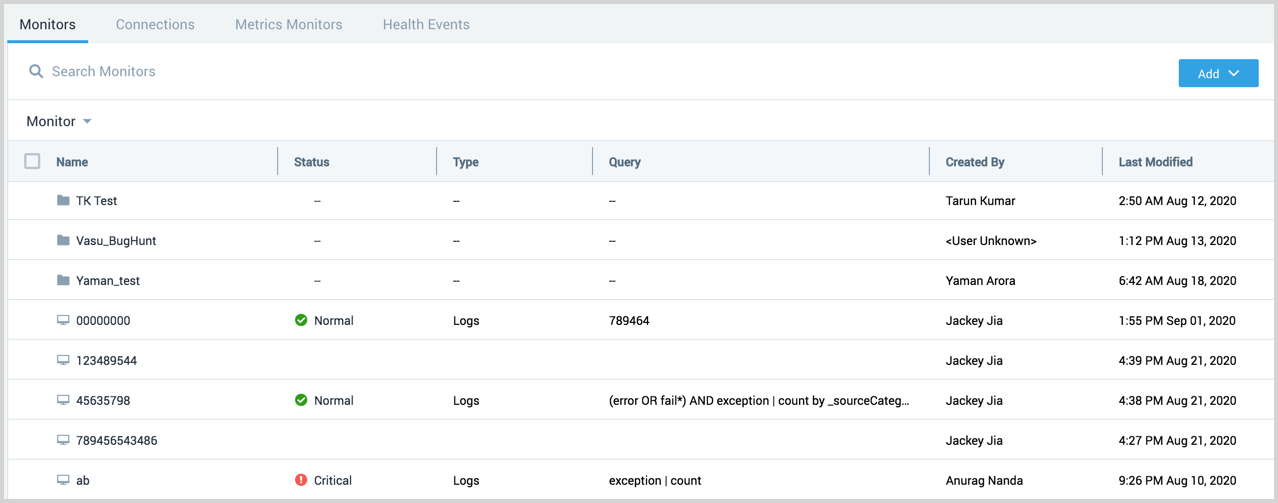 Monitors Connections Metrics Monitors Health Events
Search Monitors Add
Monitor
Name Status Type Query Created By Last Modified
TK Test -- -- -- Tarun Kumar 2:50 AM Aug 12, 2020
Vasu_BugHunt -- -- -- <User Unknown> 1:12 PM Aug 13, 2020
Yaman_test -- -- -- Yaman Arora 6:42 AM Aug 18, 2020
00000000 Normal Logs 789464 Jackey Jia 1:55 PM Sep 01, 2020
123489544 Jackey Jia 4:39 PM Aug 21, 2020
45635798 Normal Logs (error OR fail*) AND exception | count by _sourceCateg... Jackey Jia 4:38 PM Aug 21, 2020
789456543486 Jackey Jia 4:27 PM Aug 21, 2020
ab Critical Logs exception | count Anurag Nanda 9:26 PM Aug 10, 2020